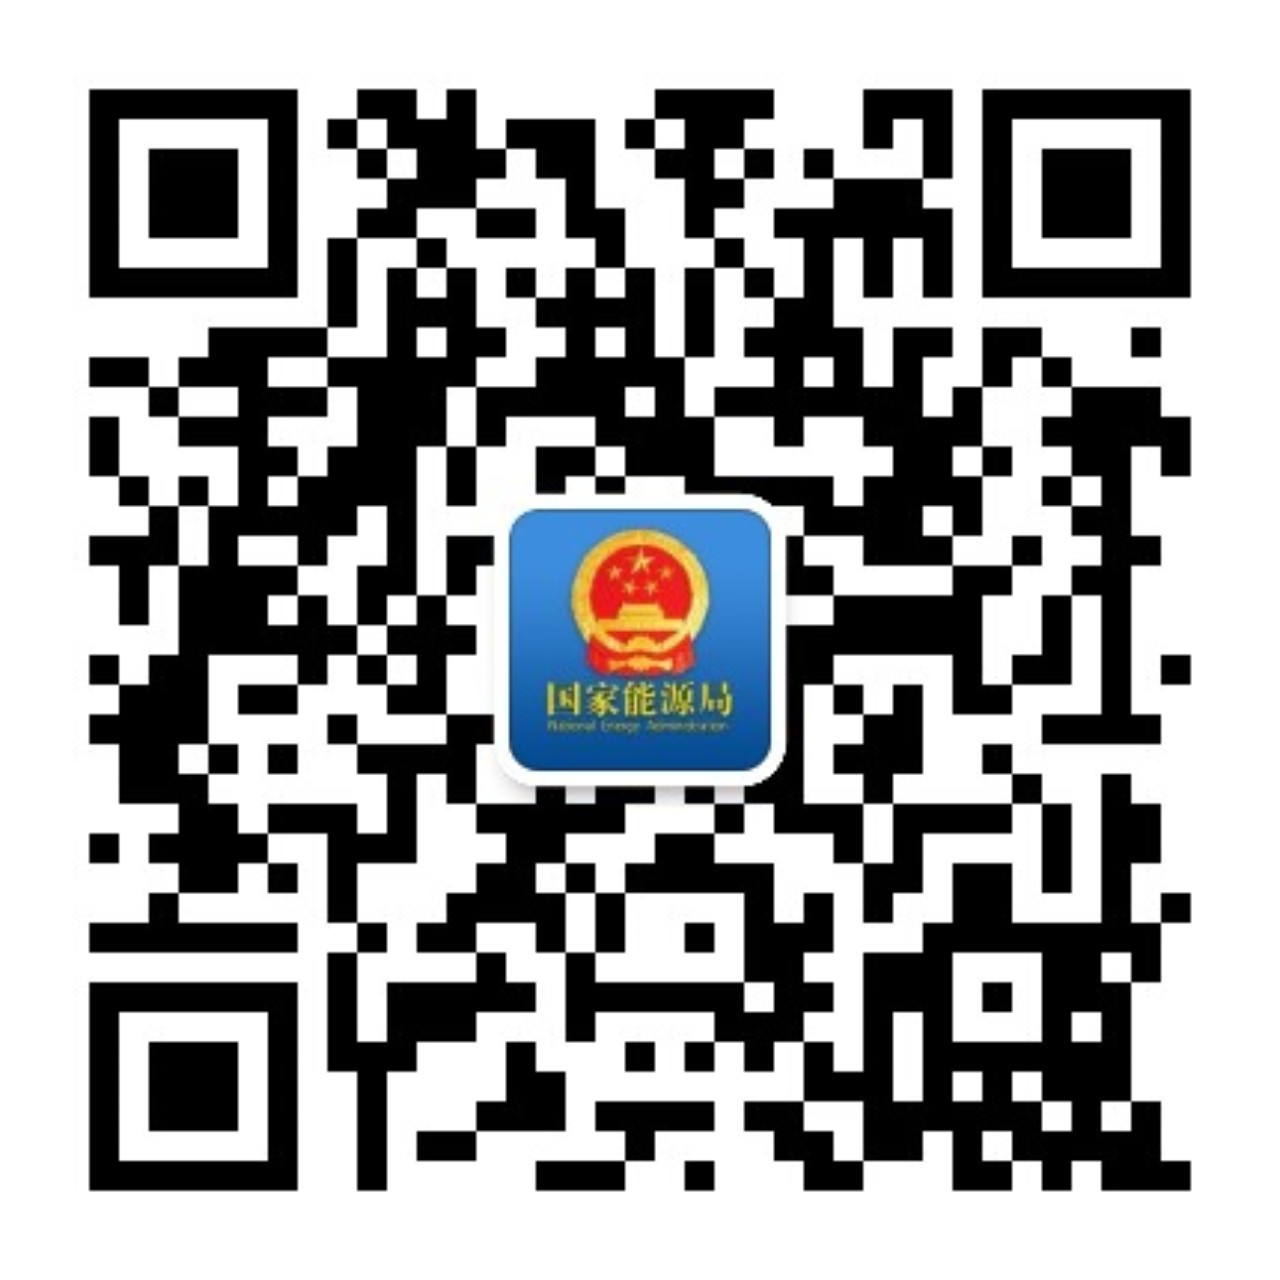 国家能源局
National Energy Administration